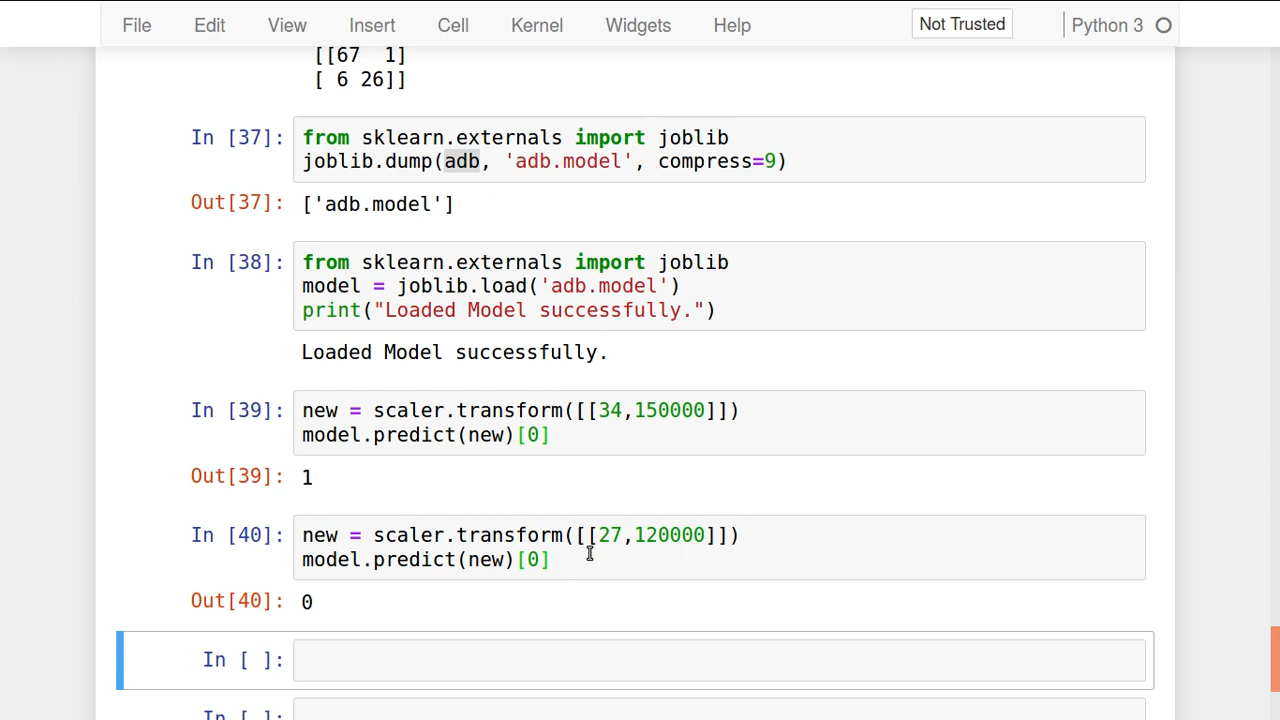 File Edit View Insert Cell Kernel Widgets Help Not Trusted Python 3
[[67  1]
[ 6 26]]
In [37]: from sklearn.externals import joblib
joblib.dump(adb, 'adb.model', compress=9)
Out[37]: ['adb.model']
In [38]: from sklearn.externals import joblib
model = joblib.load('adb.model')
print("Loaded Model successfully.")
Loaded Model successfully.
In [39]: new = scaler.transform([[34,150000]])
model.predict(new)[0]
Out[39]: 1
In [40]: new = scaler.transform([[27,120000]])
model.predict(new)[0]
Out[40]: 0
In [ ]:
In [ ]: